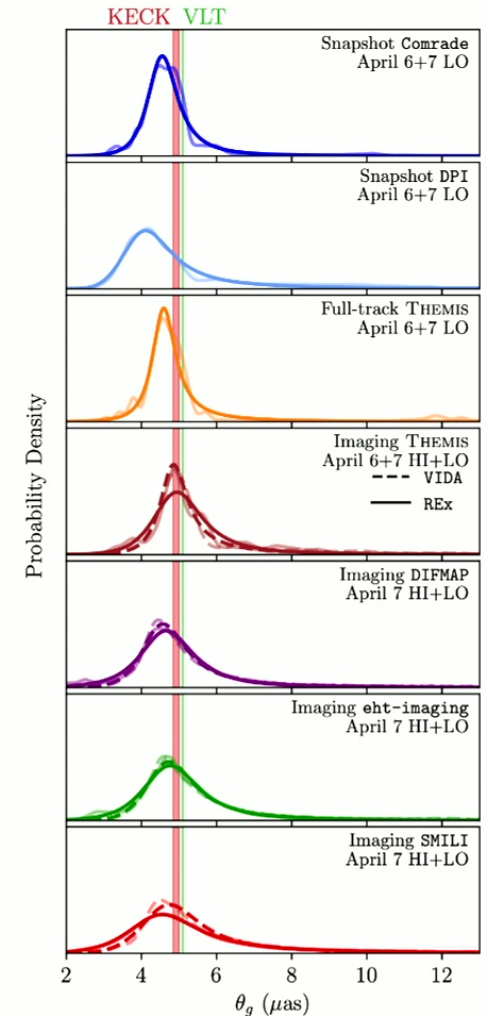 KECK VLT
Snapshot Comrade
April 6+7 LO
Snapshot DPI
April 6+7 LO
Full-track THEMIS
April 6+7 LO
Imaging THEMIS
April 6+7 HI+LO
VIDA
REx
Probability Density
Imaging DIFMAP
April 7 HI+LO
Imaging eht-imaging
April 7 HI+LO
Imaging SMILI
April 7 HI+LO
2 4 6 8 10 12
θg (μas)